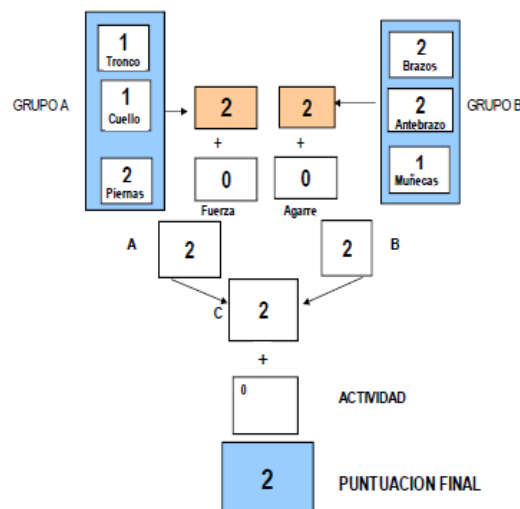 1
Tronco
1
Cuello
2
Piernas
GRUPO A
2
2
+
+
0
0
Fuerza
Agarre
2
Brazos
2
Antebrazo
1
Muñecas
GRUPO B
A
2
2
B
C
2
+
0
ACTIVIDAD
2
PUNTUACION FINAL